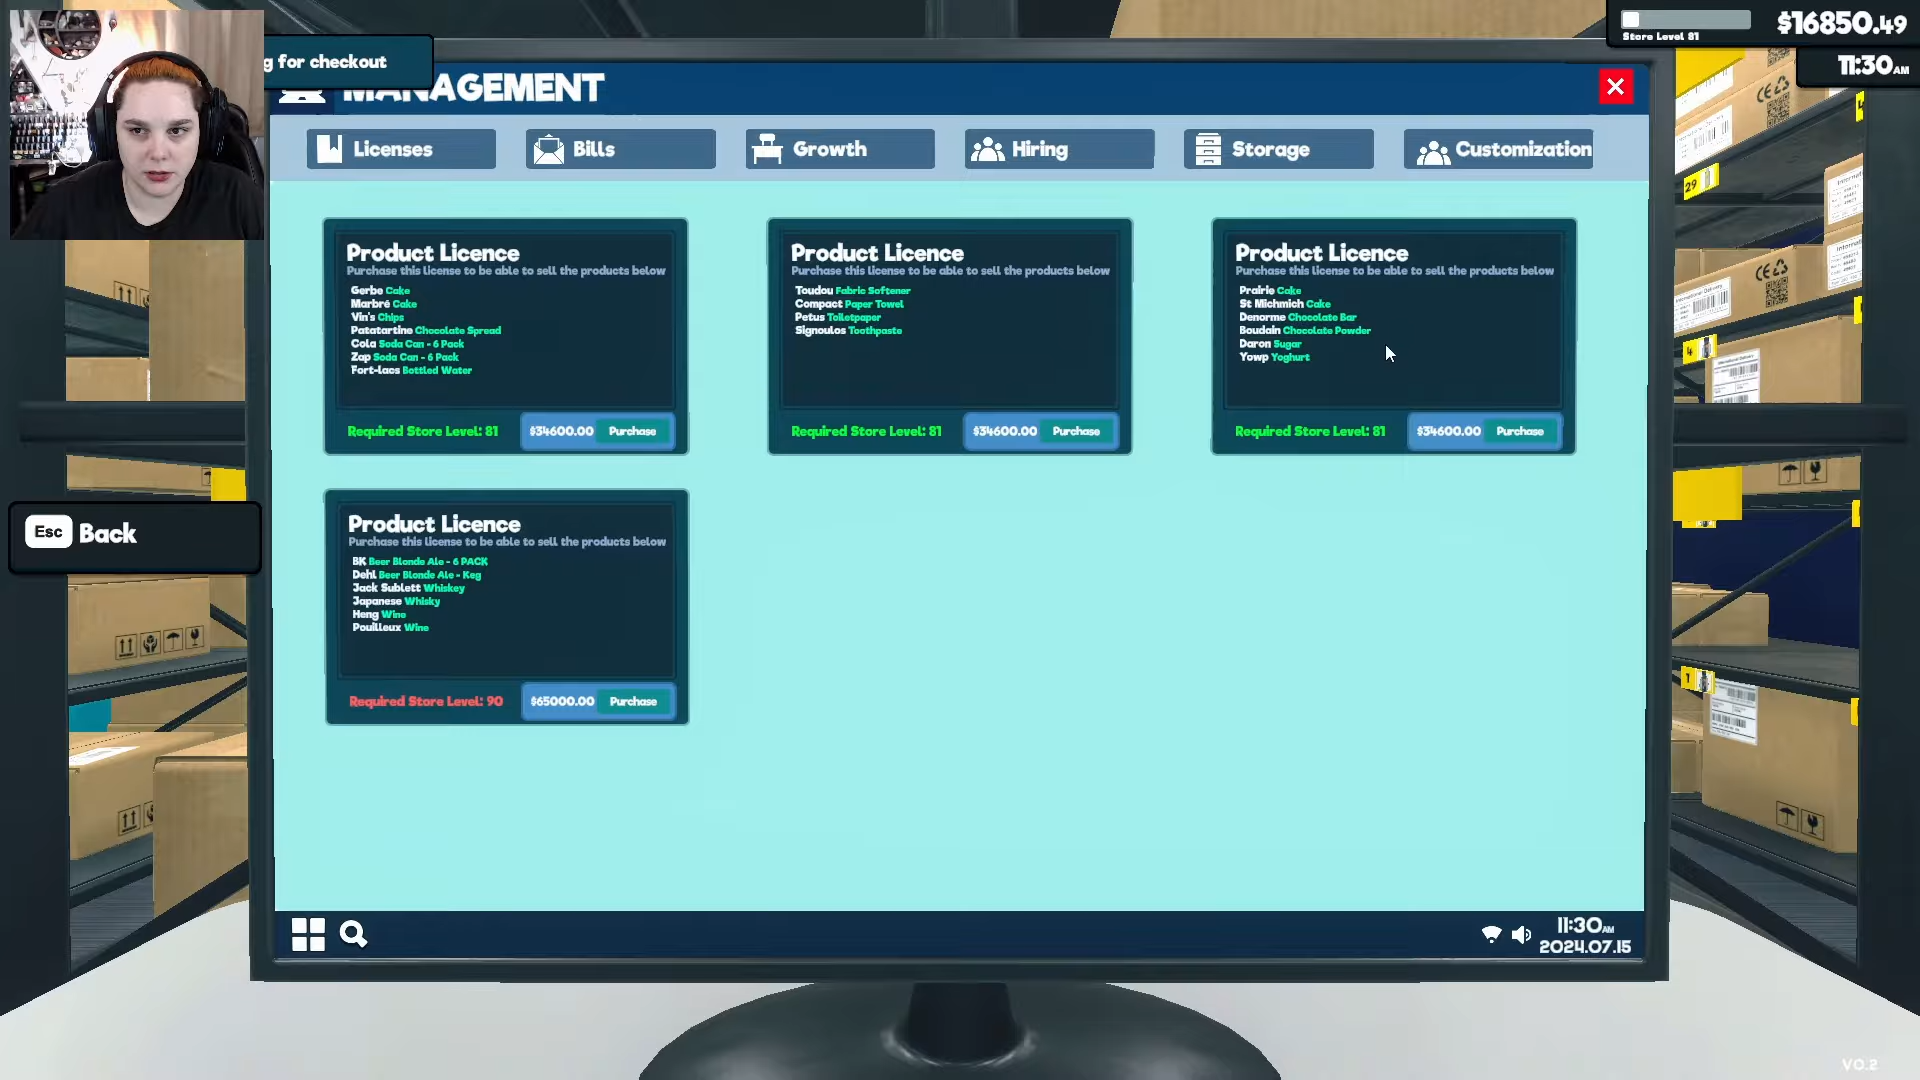 $16850.49
Store Level 81
11:30AM
g for checkout
MANAGEMENT
Licenses
Bills
Growth
Hiring
Storage
Customization
Product Licence
Purchase this license to be able to sell the products below
Gerbe Cake
Marbré Cake
Vin's Chips
Patatartine Chocolate Spread
Cola Soda Can - 6 Pack
Zap Soda Can - 6 Pack
Fort-lacs Bottled Water
Required Store Level: 81
$34600.00 Purchase
Product Licence
Purchase this license to be able to sell the products below
Toudou Fabric Softener
Compact Paper Towel
Petus Toiletpaper
Signoulos Toothpaste
Required Store Level: 81
$34600.00 Purchase
Product Licence
Purchase this license to be able to sell the products below
Prairie Cake
St Michmich Cake
Denorme Chocolate Bar
Boudain Chocolate Powder
Daron Sugar
Yowp Yoghurt
Required Store Level: 81
$34600.00 Purchase
Esc Back
Product Licence
Purchase this license to be able to sell the products below
BK Beer Blonde Ale - 6 PACK
Dehl Beer Blonde Ale - Keg
Jack Sublett Whiskey
Japanese Whisky
Heng Wine
Pouilleux Wine
Required Store Level: 90
$65000.00 Purchase
29
4
1
11:30AM
2024.07.15
V0.2